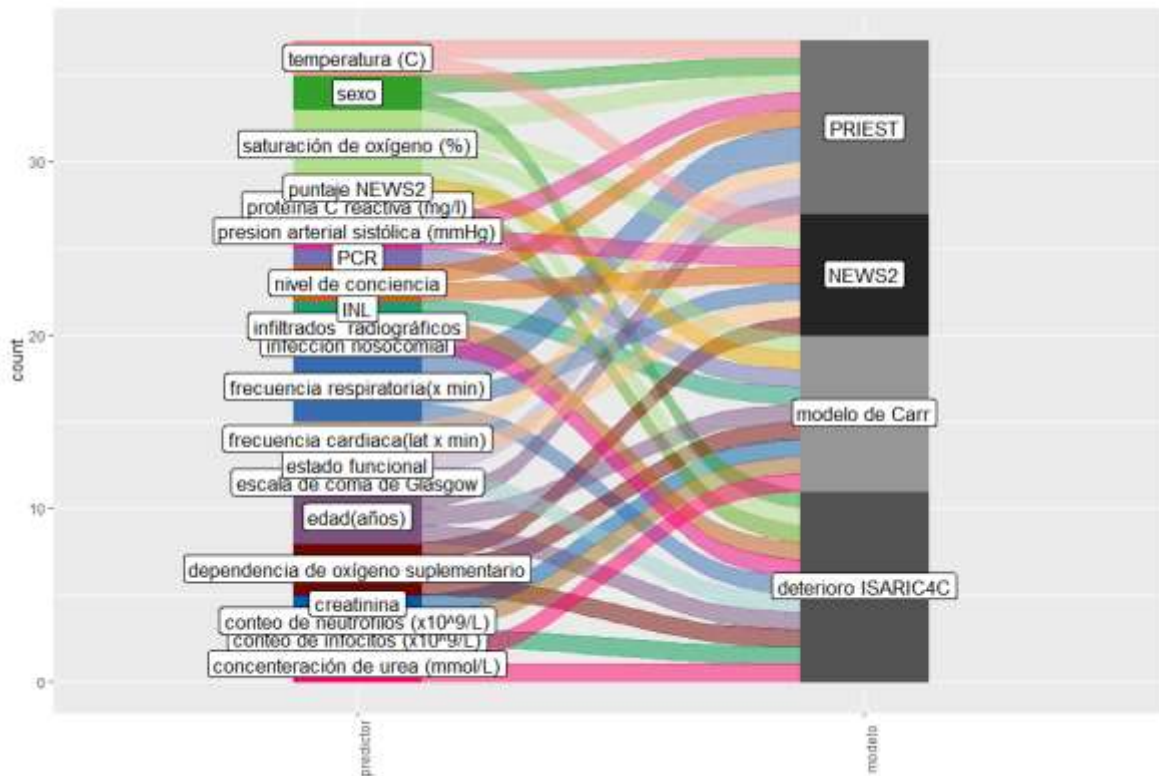 temperatura (C)
sexo
saturación de oxígeno (%)
puntaje NEWS2
proteína C reactiva (mg/l)
presion arterial sistólica (mmHg)
PCR
nivel de conciencia
INL
infiltrados radiográficos
infección nosocomial
frecuencia respiratoria(x min)
frecuencia cardiaca(lat x min)
estado funcional
escala de coma de Glasgow
edad(años)
dependencia de oxígeno suplementario
creatinina
conteo de neutrófilos (x10^9/L)
conteo de infocitos (x10^9/L)
concenteración de urea (mmol/L)
PRIEST
NEWS2
modelo de Carr
deterioro ISARIC4C
count
30
20
10
0
predictor
modelo